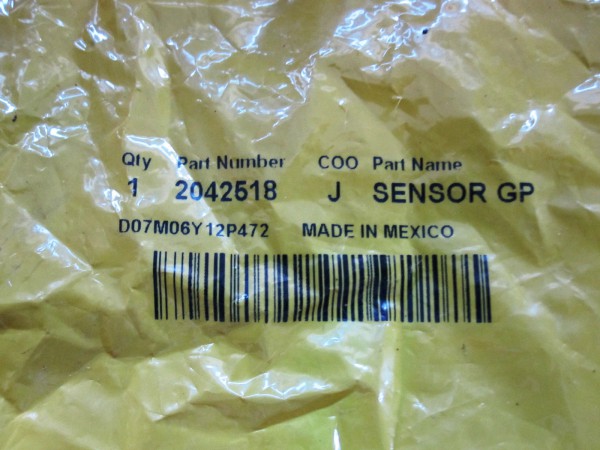 Qty Part Number COO Part Name
1 2042518 J SENSOR GP
D07M06Y12P472 MADE IN MEXICO